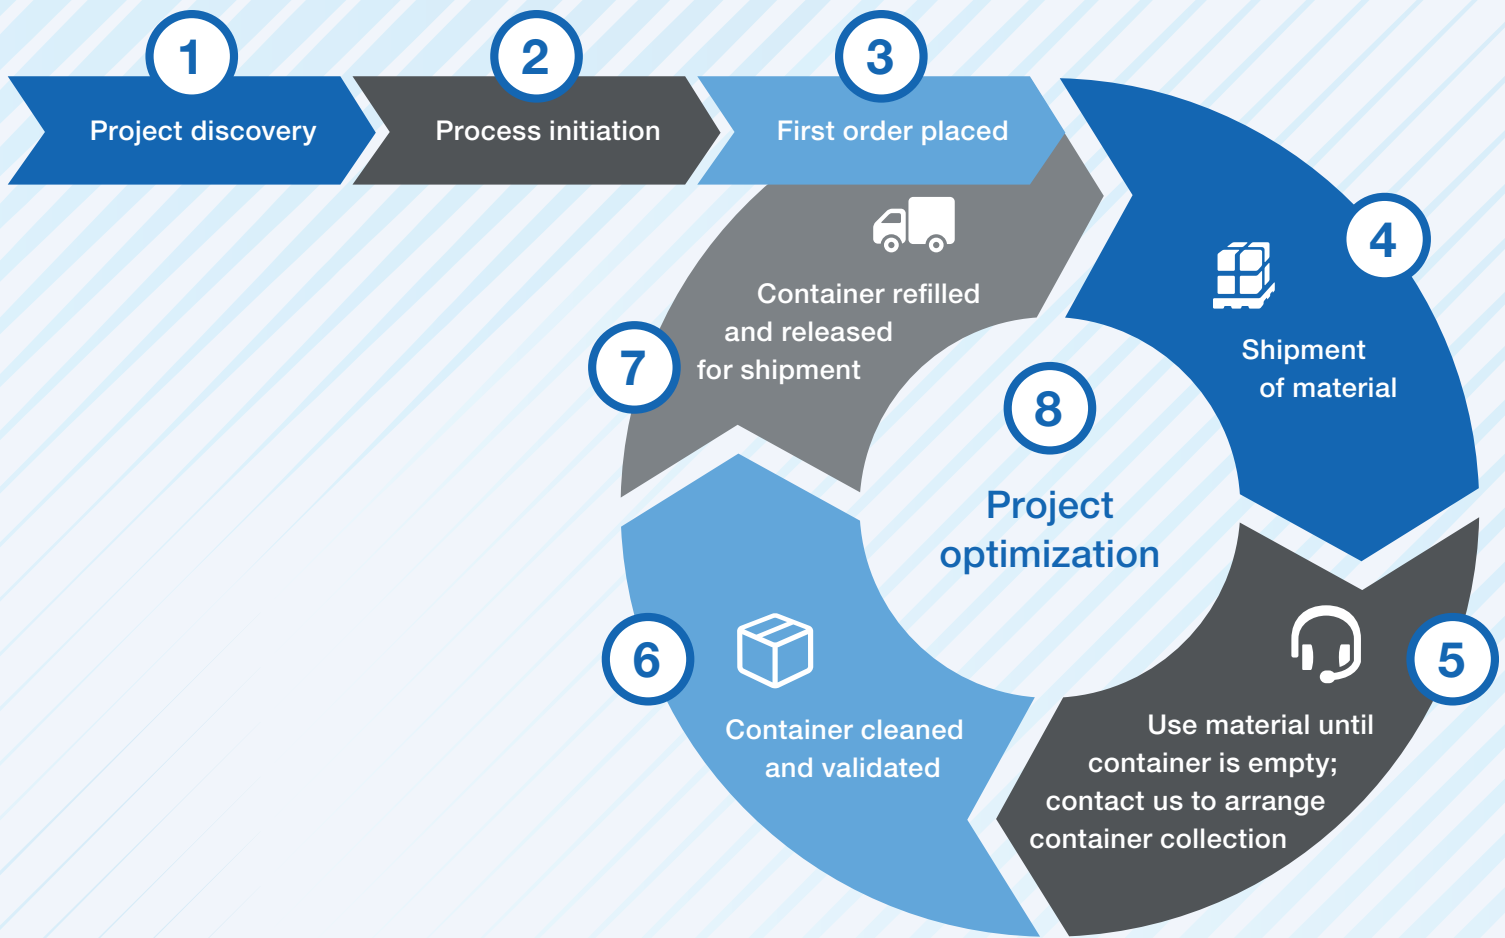 1
Project discovery
2
Process initiation
3
First order placed
4
Shipment
of material
5
Use material until
container is empty;
contact us to arrange
container collection
6
Container cleaned
and validated
7
Container refilled
and released
for shipment
8
Project
optimization